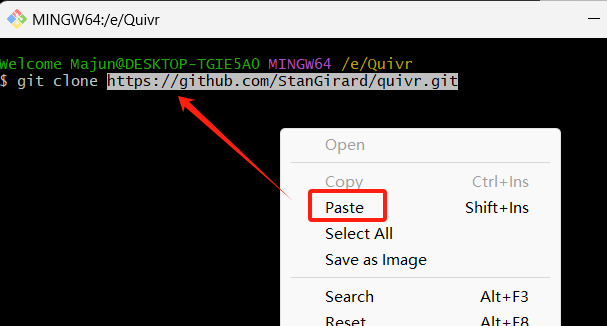 MINGW64:/e/Quivr
Welcome Majun@DESKTOP-TGIE5AO MINGW64 /e/Quivr
$ git clone https://github.com/StanGirard/quivr.git
Open
Copy Ctrl+Ins
Paste Shift+Ins
Select All
Save as Image
Search Alt+F3
Reset Alt+F8